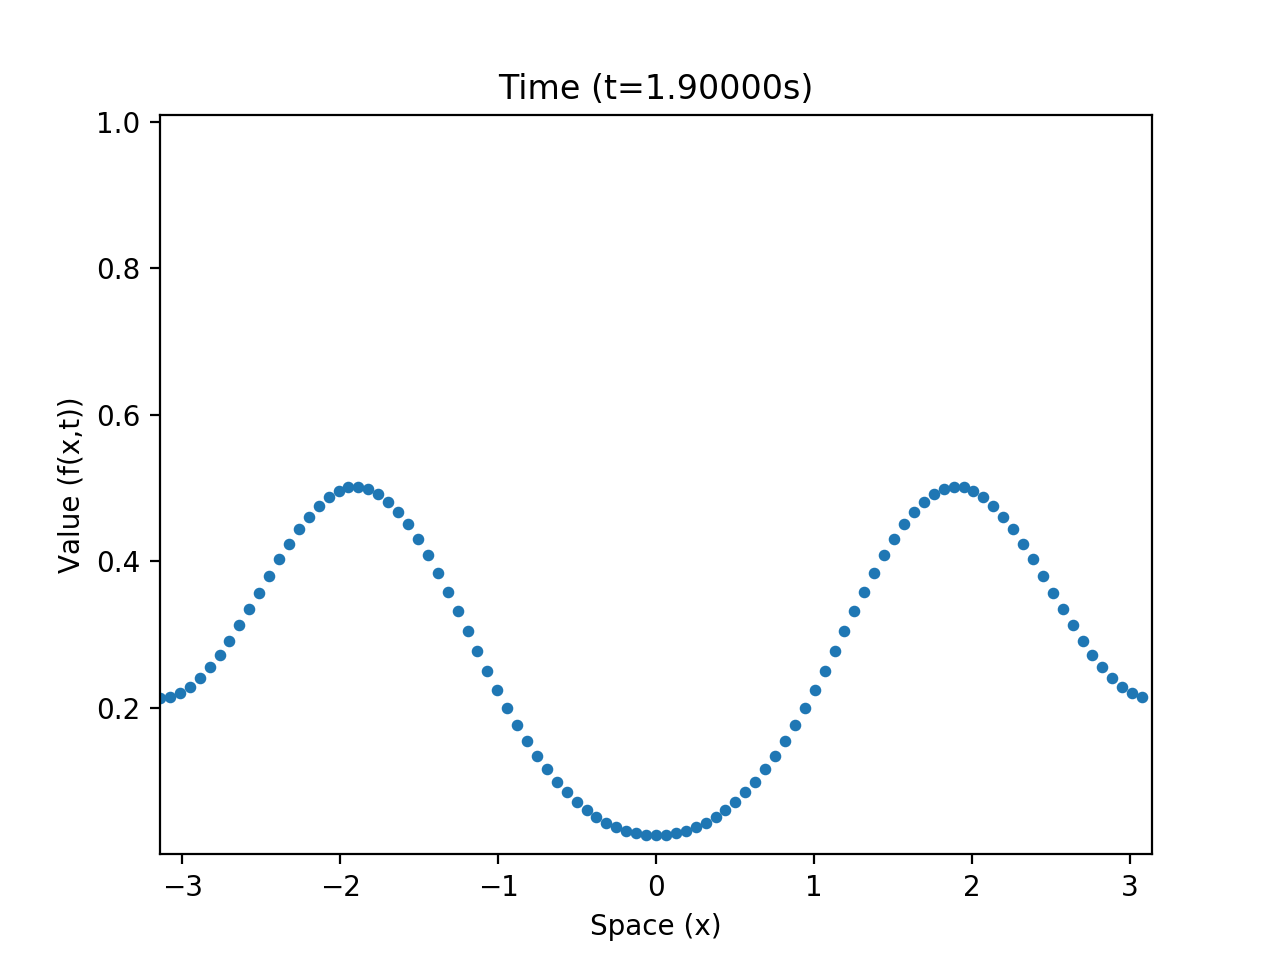 Time (t=1.90000s)
1.0
0.8
0.6
0.4
0.2
Value (f(x,t))
−3 −2 −1 0 1 2 3
Space (x)